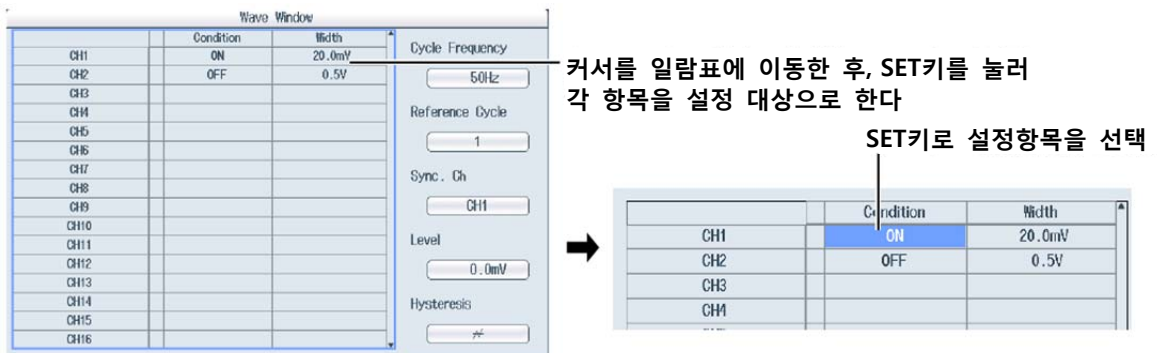 Wave Window
Condition Width
CH1 ON 20.0mV
CH2 OFF 0.5V
CH3
CH4
CH5
CH6
CH7
CH8
CH9
CH10
CH11
CH12
CH13
CH14
CH15
CH16
Cycle Frequency
50Hz
Reference Cycle
1
Sync. Ch
CH1
Level
0.0mV
Hysteresis
커서를 일람표에 이동한 후, SET키를 눌러
각 항목을 설정 대상으로 한다
SET키로 설정항목을 선택
Condition Width
CH1 ON 20.0mV
CH2 OFF 0.5V
CH3
CH4